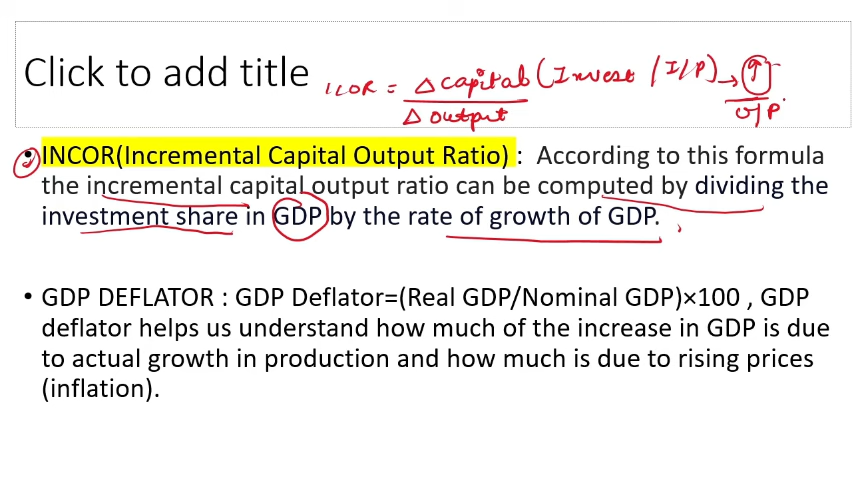 Click to add title
ICOR = Δ capital (Invest / I/P) →
Δ output
O/P.
• INCOR(Incremental Capital Output Ratio) : According to this formula
the incremental capital output ratio can be computed by dividing the
investment share in GDP by the rate of growth of GDP.
• GDP DEFLATOR : GDP Deflator=(Real GDP/Nominal GDP)×100 , GDP
deflator helps us understand how much of the increase in GDP is due
to actual growth in production and how much is due to rising prices
(inflation).